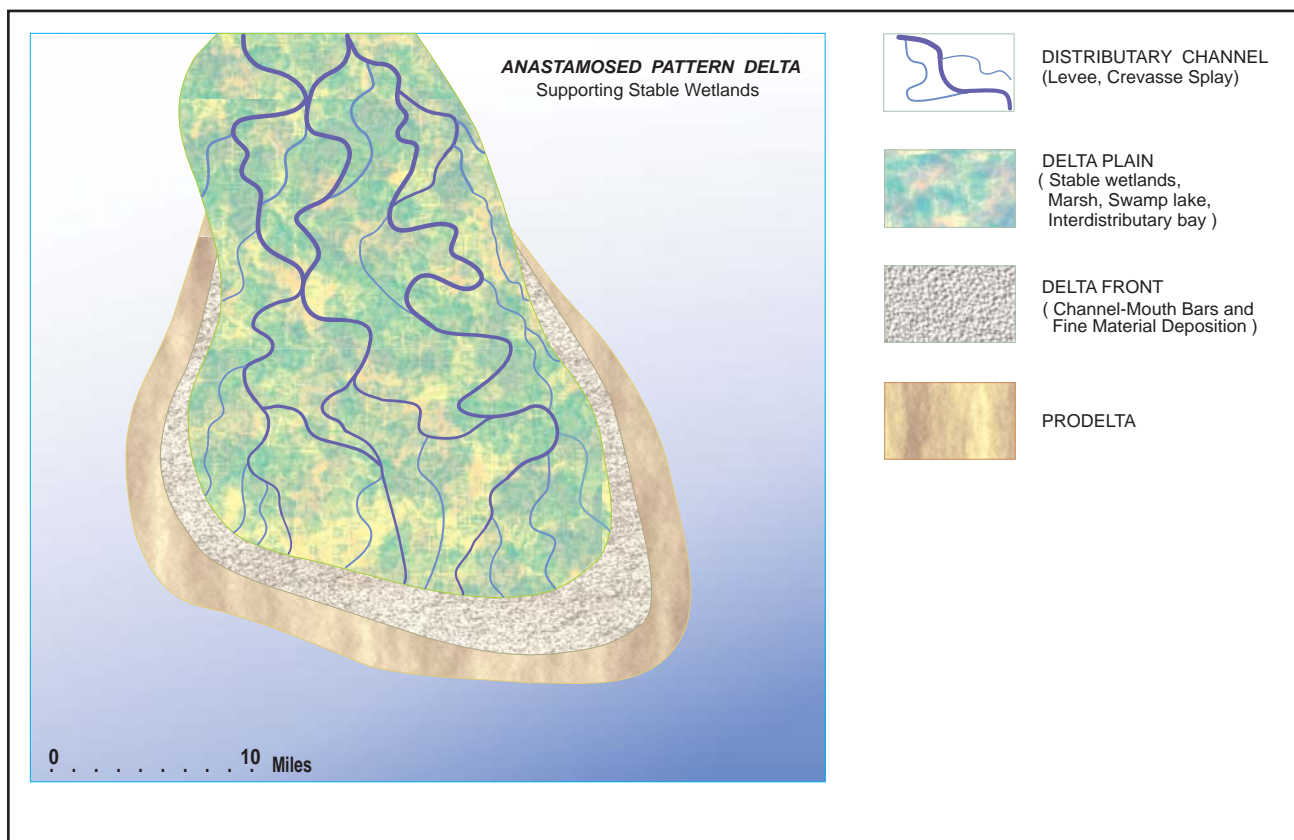 ANASTAMOSED PATTERN DELTA
Supporting Stable Wetlands
0 10 Miles
DISTRIBUTARY CHANNEL
(Levee, Crevasse Splay)
DELTA PLAIN
( Stable wetlands,
Marsh, Swamp lake,
Interdistributary bay )
DELTA FRONT
( Channel-Mouth Bars and
Fine Material Deposition )
PRODELTA